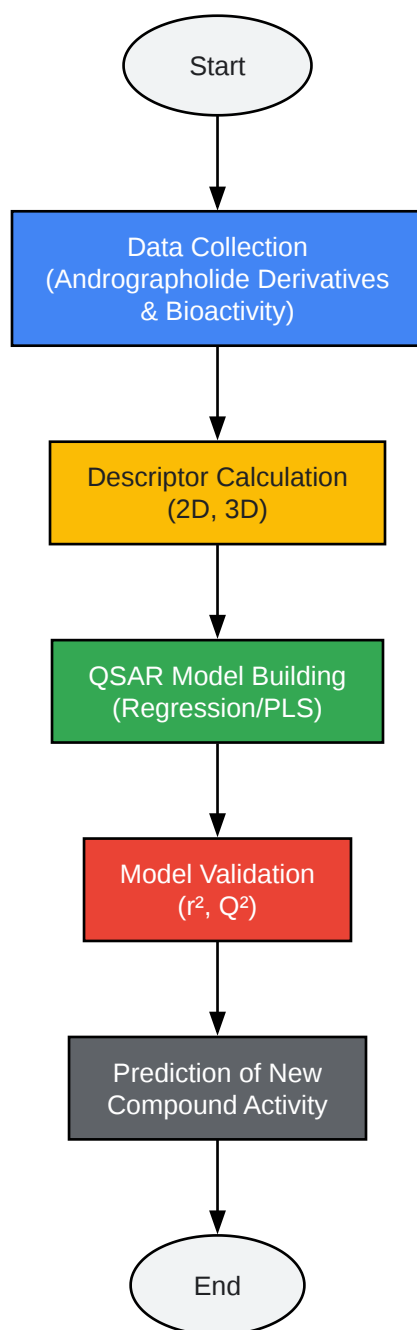 Start
Data Collection
(Andrographolide Derivatives
& Bioactivity)
Descriptor Calculation
(2D, 3D)
QSAR Model Building
(Regression/PLS)
Model Validation
(r², Q²)
Prediction of New
Compound Activity
End